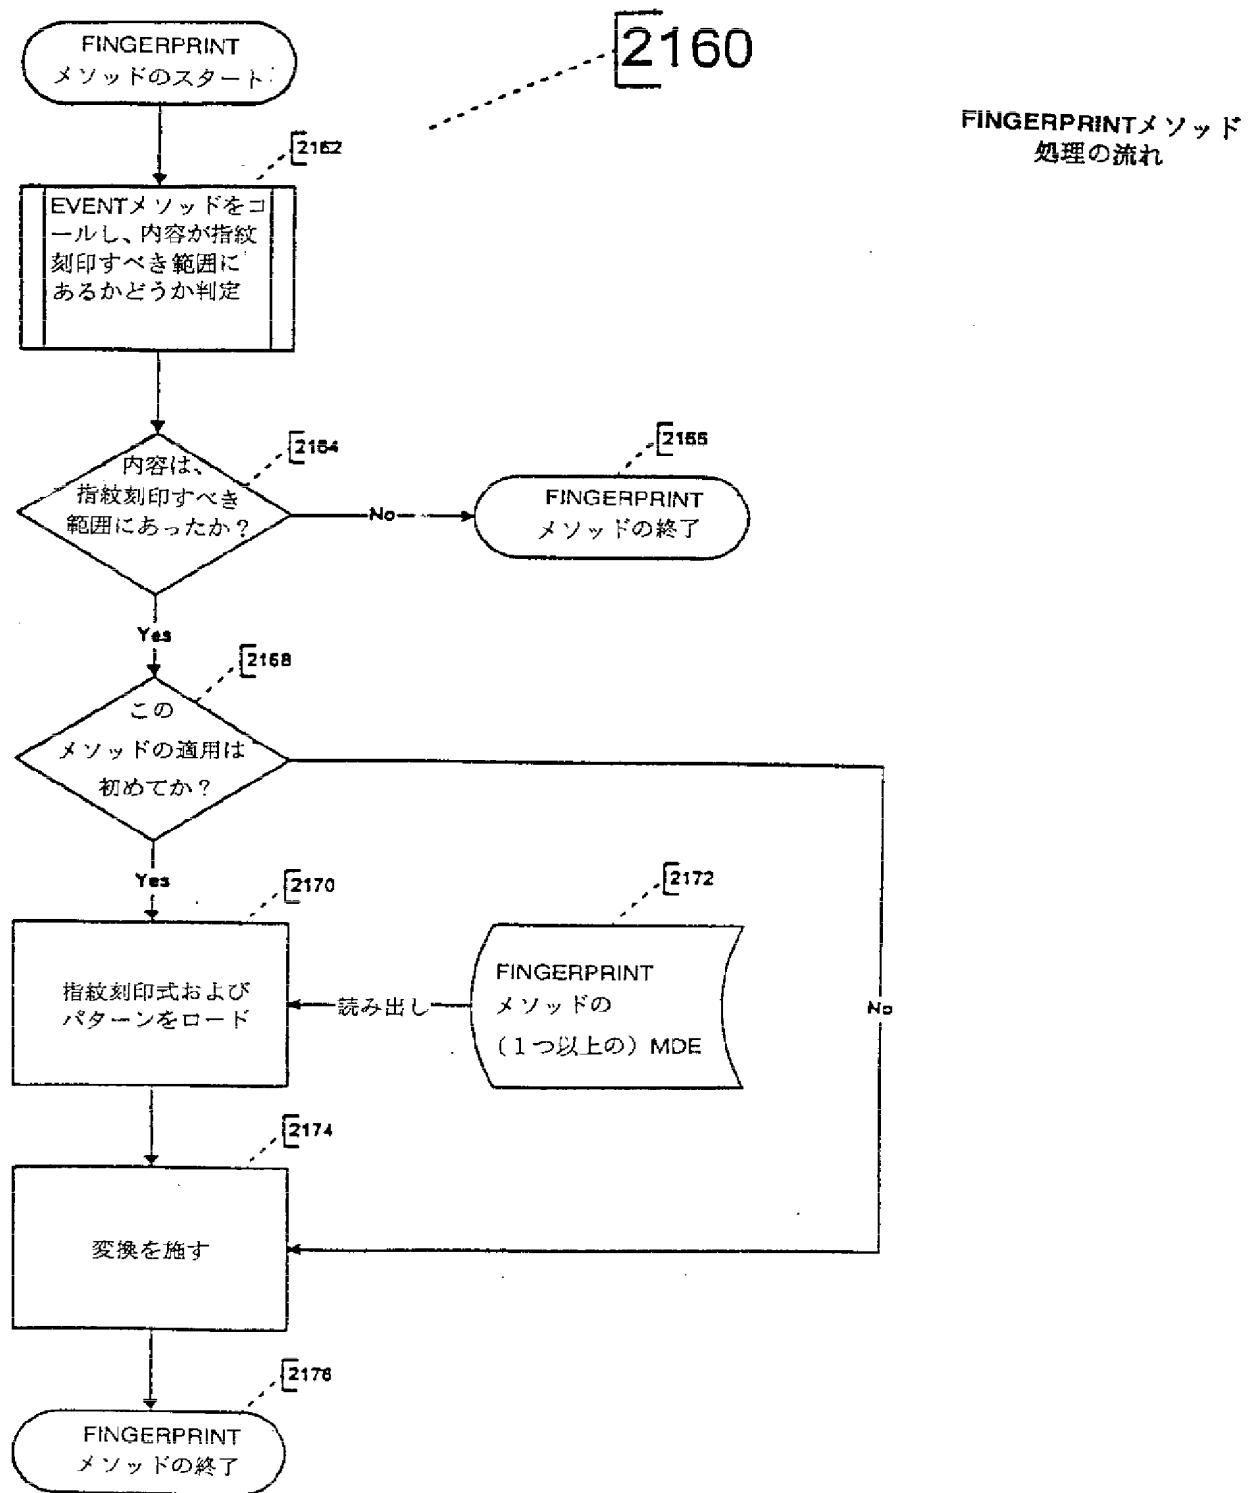 FINGERPRINT
メソッドのスタート
2160
FINGERPRINTメソッド
処理の流れ
2162
EVENTメソッドをコ
ールし、内容が指紋
刻印すべき範囲に
あるかどうか判定
2164
内容は、
指紋刻印すべき
範囲にあったか？
No
2166
FINGERPRINT
メソッドの終了
Yes
2168
この
メソッドの適用は
初めてか？
Yes
2170
指紋刻印式および
パターンをロード
読み出し
2172
FINGERPRINT
メソッドの
（１つ以上の）MDE
No
2174
変換を施す
2176
FINGERPRINT
メソッドの終了